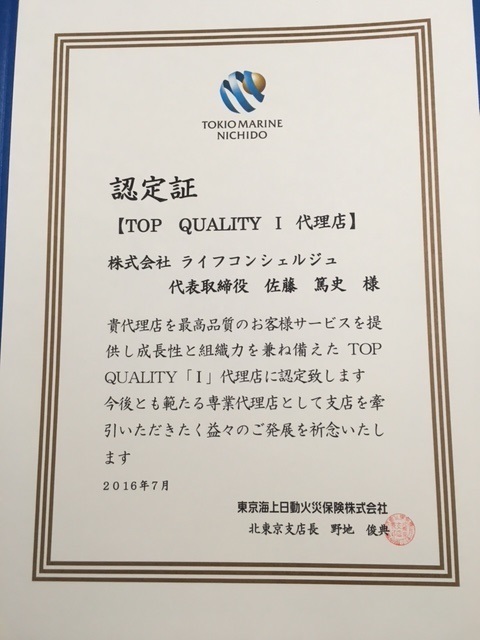 TOKIO MARINE
NICHIDO
認定証
【TOP QUALITY I 代理店】
株式会社 ライフコンシェルジュ
代表取締役 佐藤 篤史 様
貴代理店を最高品質のお客様サービスを提
供し成長性と組織力を兼ね備えた TOP
QUALITY「I」代理店に認定致します
今後とも範たる専業代理店として支店を牽
引いただきたく益々のご発展を祈念いたし
ます
2016年7月
東京海上日動火災保険株式会社
北東京支店長 野地 俊典